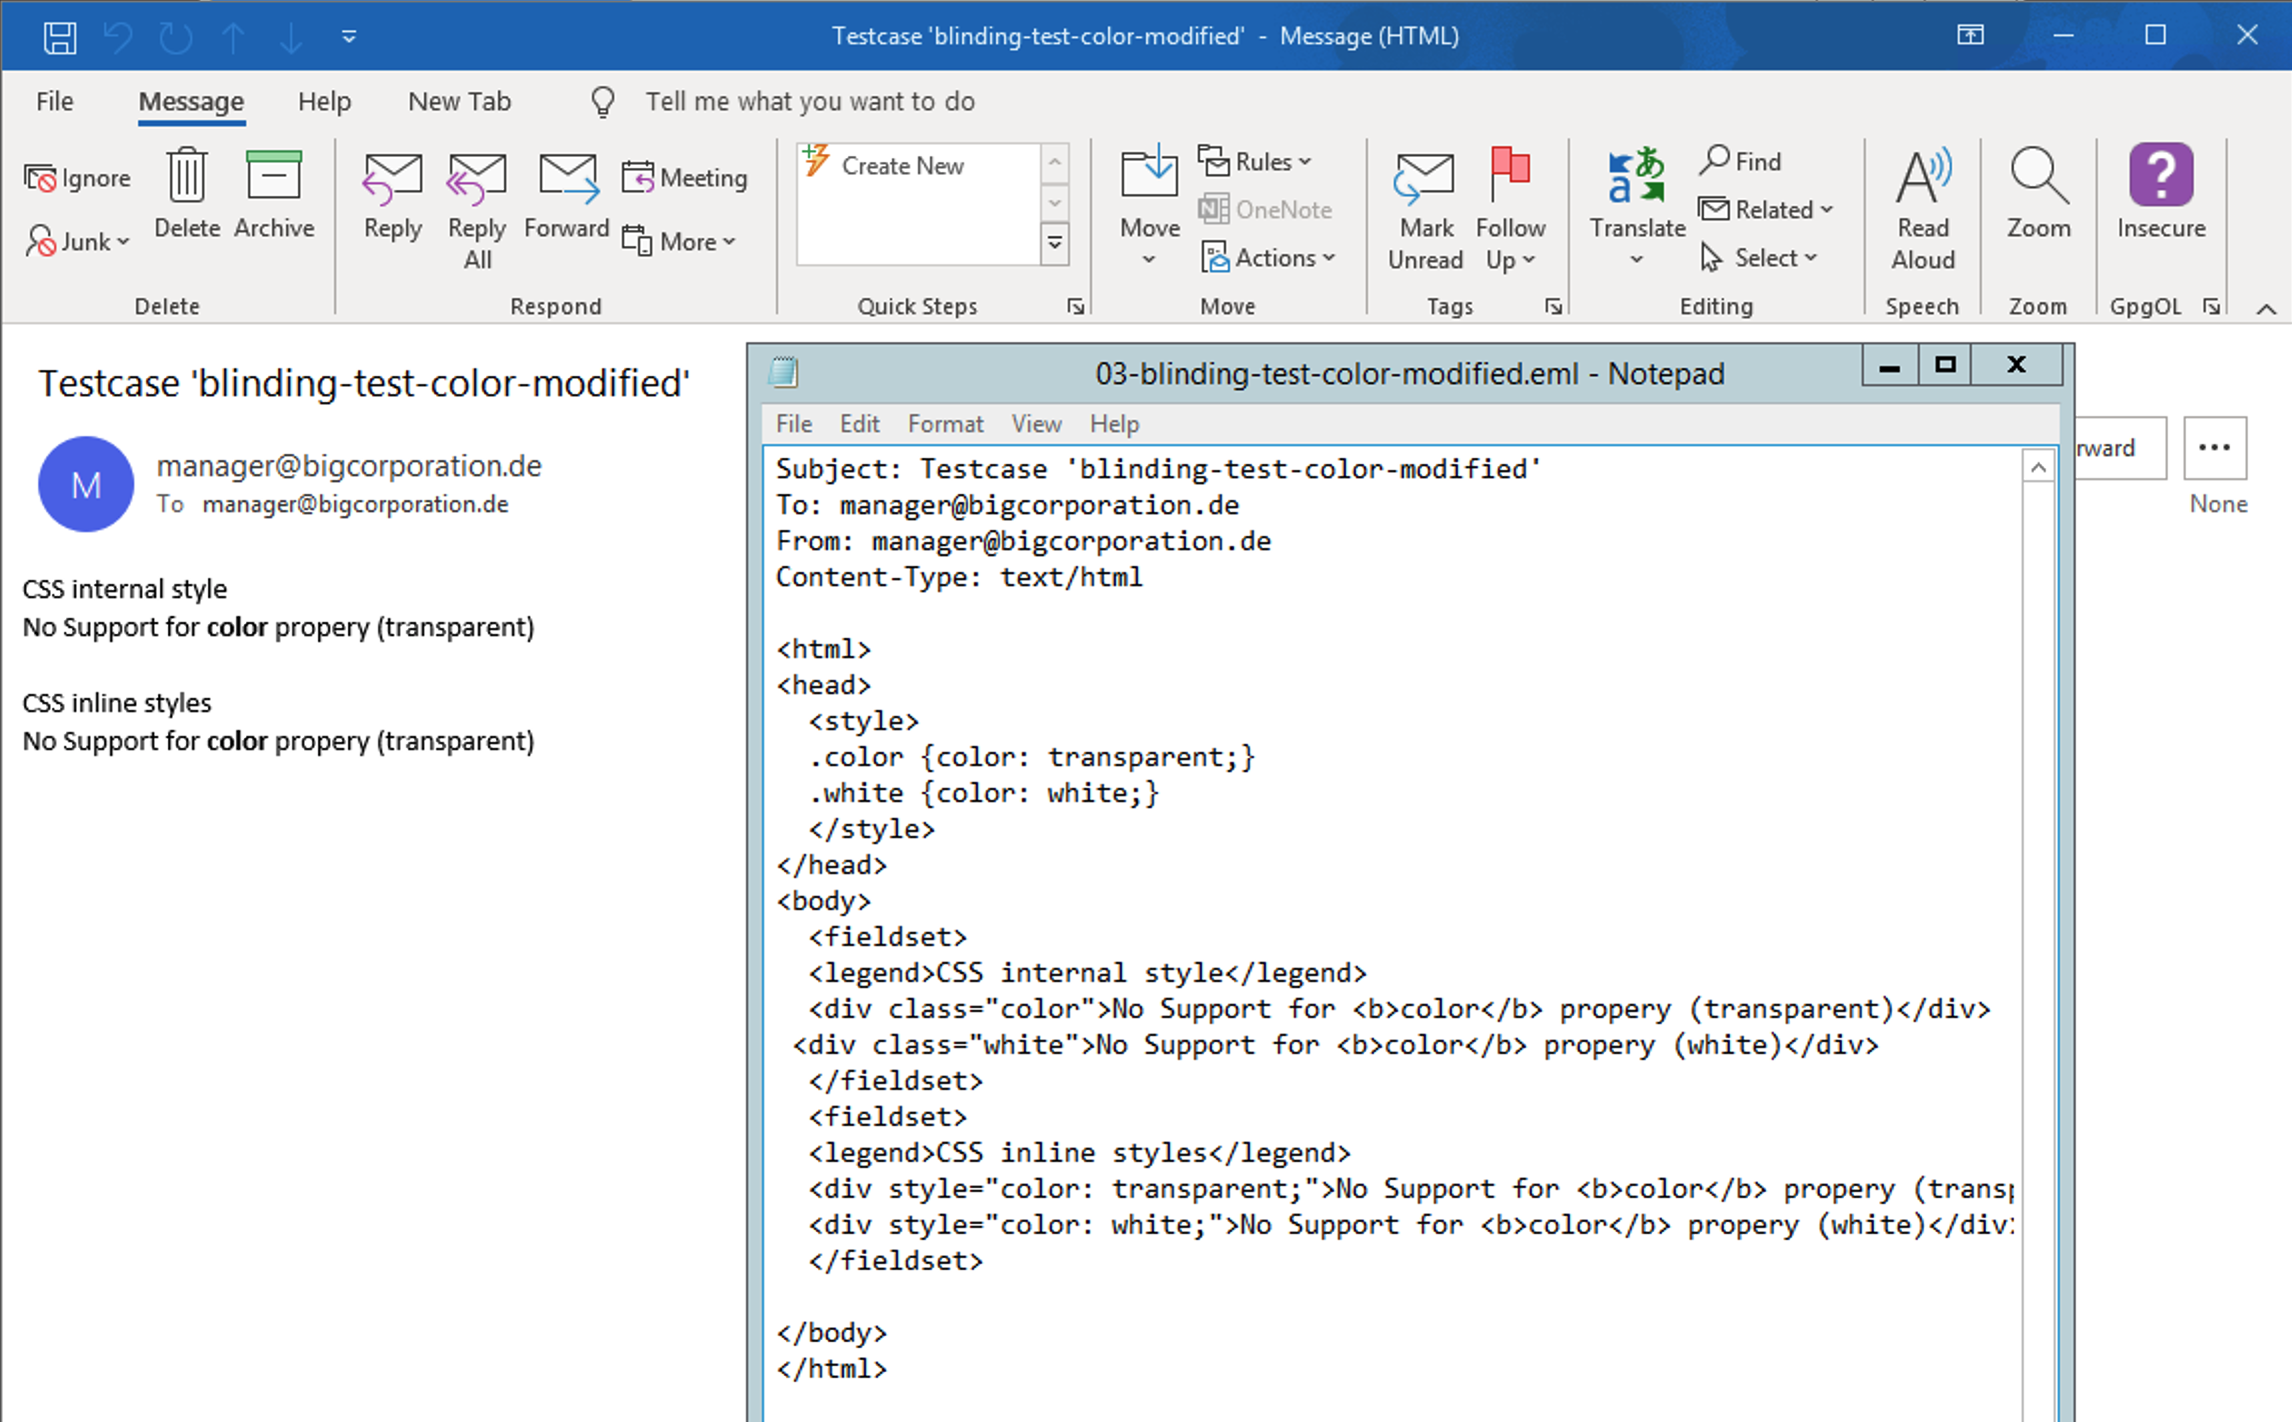 Testcase 'blinding-test-color-modified' - Message (HTML)
File Message Help New Tab Tell me what you want to do
Ignore
Junk
Delete
Archive
Delete
Reply
Reply All
Forward
Meeting
More
Respond
Create New
Quick Steps
Move
Rules
OneNote
Actions
Move
Mark Unread
Follow Up
Tags
Translate
Find
Related
Select
Editing
Read Aloud
Speech
Zoom
Zoom
Insecure
GpgOL
Testcase 'blinding-test-color-modified'
M
manager@bigcorporation.de
To manager@bigcorporation.de
CSS internal style
No Support for color propery (transparent)
CSS inline styles
No Support for color propery (transparent)
rward
None
03-blinding-test-color-modified.eml - Notepad
File Edit Format View Help
Subject: Testcase 'blinding-test-color-modified'
To: manager@bigcorporation.de
From: manager@bigcorporation.de
Content-Type: text/html
<html>
<head>
<style>
.color {color: transparent;}
.white {color: white;}
</style>
</head>
<body>
<fieldset>
<legend>CSS internal style</legend>
<div class="color">No Support for <b>color</b> propery (transparent)</div>
<div class="white">No Support for <b>color</b> propery (white)</div>
</fieldset>
<fieldset>
<legend>CSS inline styles</legend>
<div style="color: transparent;">No Support for <b>color</b> propery (transp
<div style="color: white;">No Support for <b>color</b> propery (white)</div>
</fieldset>
</body>
</html>